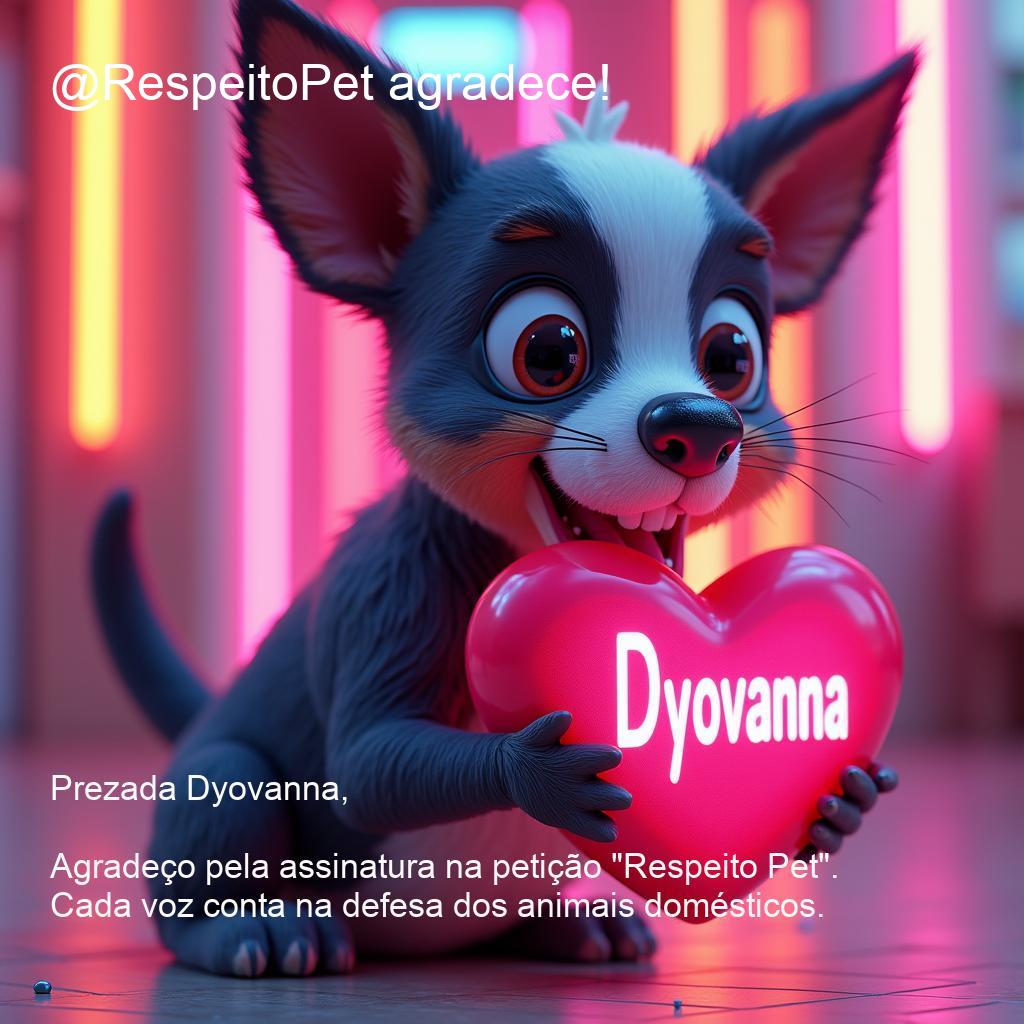 @RespeitoPet agradece!
Dyovanna
Prezada Dyovanna,
Agradeço pela assinatura na petição "Respeito Pet".
Cada voz conta na defesa dos animais domésticos.